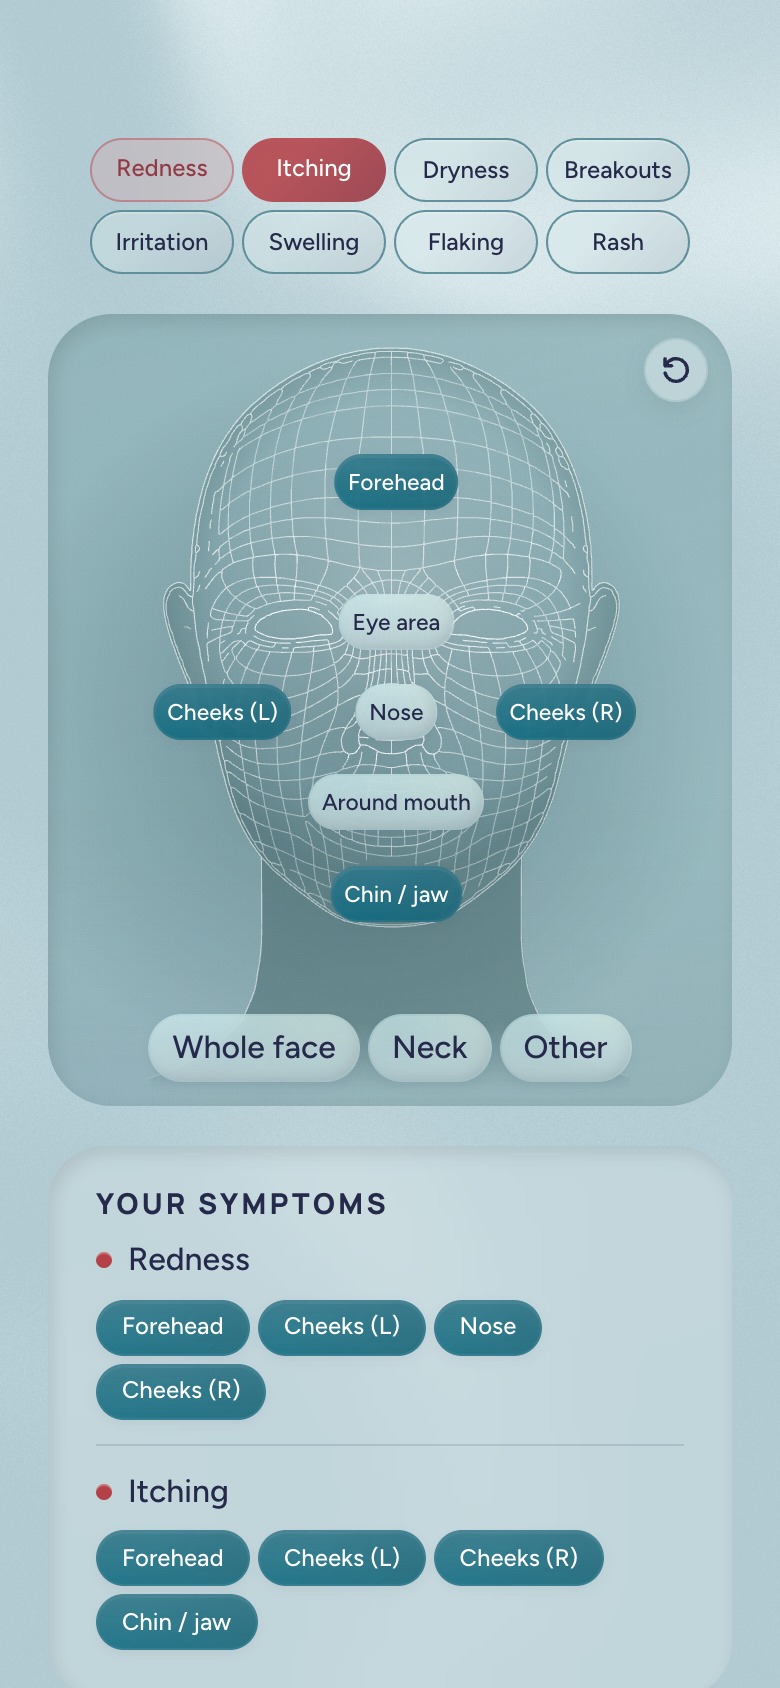 Redness Itching Dryness Breakouts
Irritation Swelling Flaking Rash
Forehead
Eye area
Cheeks (L) Nose Cheeks (R)
Around mouth
Chin / jaw
Whole face Neck Other
YOUR SYMPTOMS
Redness
Forehead Cheeks (L) Nose
Cheeks (R)
Itching
Forehead Cheeks (L) Cheeks (R)
Chin / jaw